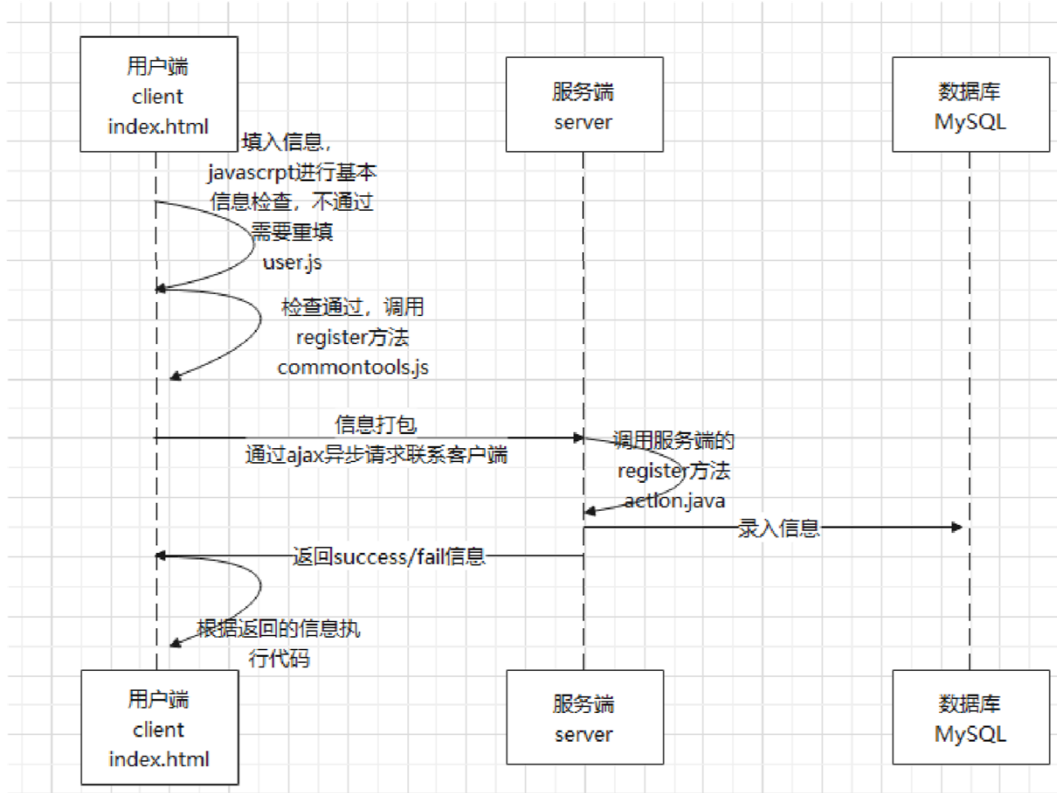 用户端
client
index.html
服务端
server
数据库
MySQL
填入信息，
javascrpt进行基本
信息检查，不通过
需要重填
user.js
检查通过，调用
register方法
commontools.js
信息打包
通过ajax异步请求联系客户端
调用服务端的
register方法
action.java
录入信息
返回success/fail信息
根据返回的信息执
行代码
用户端
client
index.html
服务端
server
数据库
MySQL